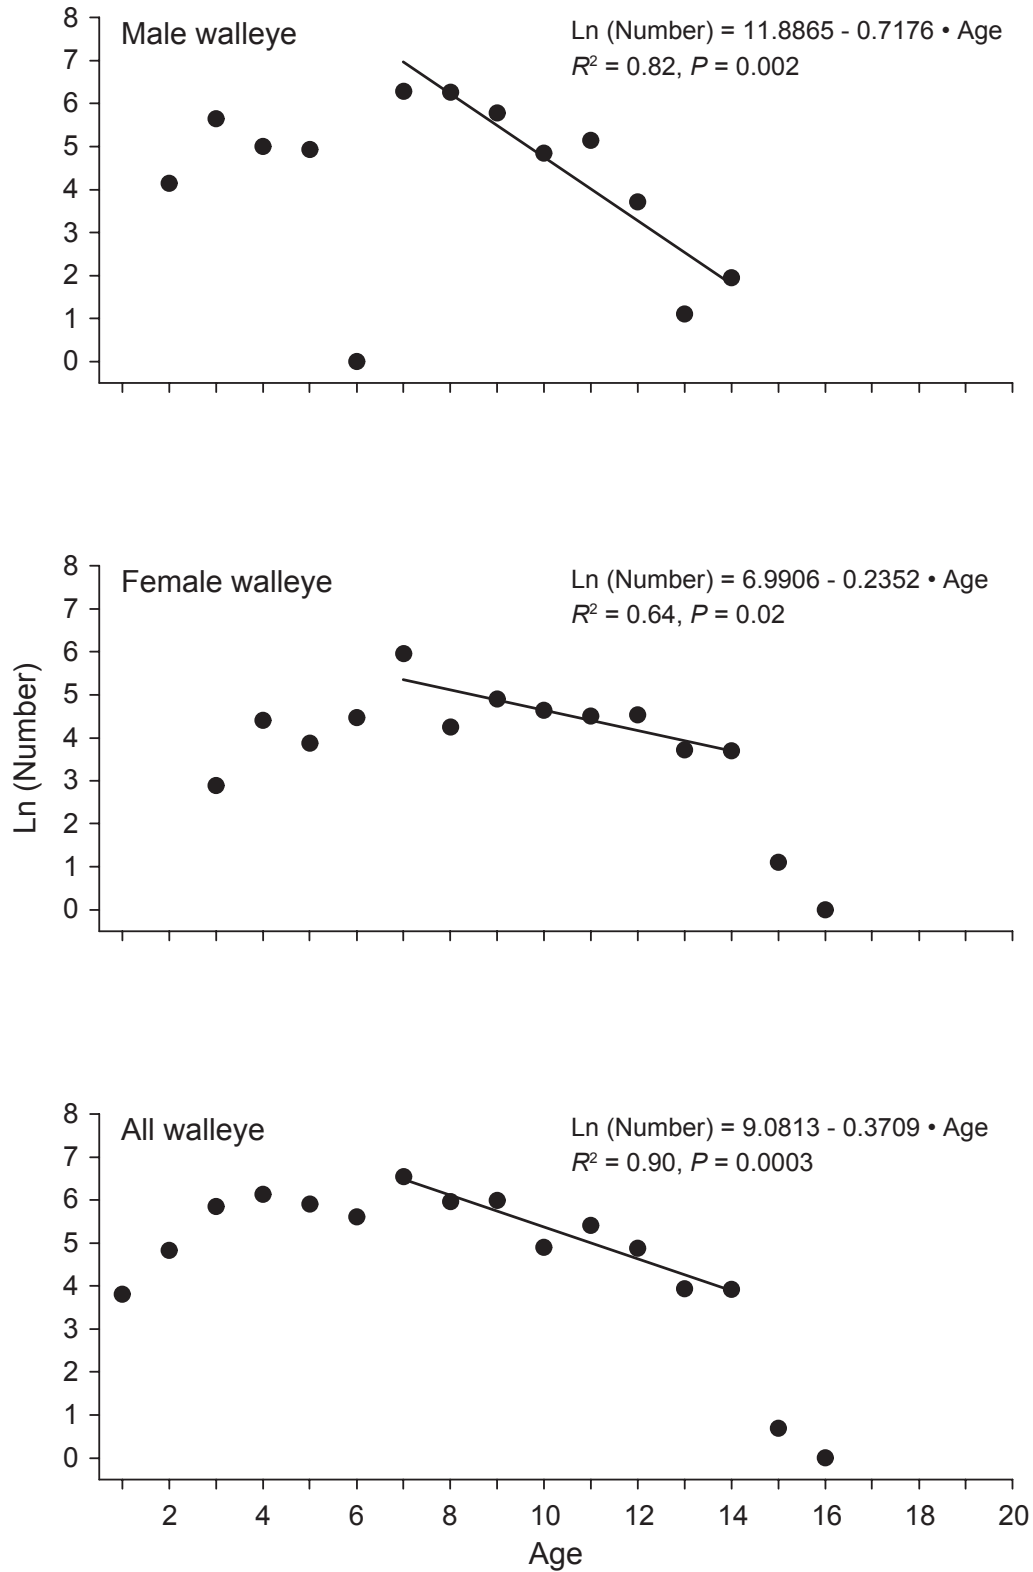 Male walleye
Ln (Number) = 11.8865 - 0.7176 • Age
R² = 0.82, P = 0.002
8
7
6
5
4
3
2
1
0
Female walleye
Ln (Number) = 6.9906 - 0.2352 • Age
R² = 0.64, P = 0.02
8
7
6
5
4
3
2
1
0
Ln (Number)
All walleye
Ln (Number) = 9.0813 - 0.3709 • Age
R² = 0.90, P = 0.0003
8
7
6
5
4
3
2
1
0
2 4 6 8 10 12 14 16 18 20
Age